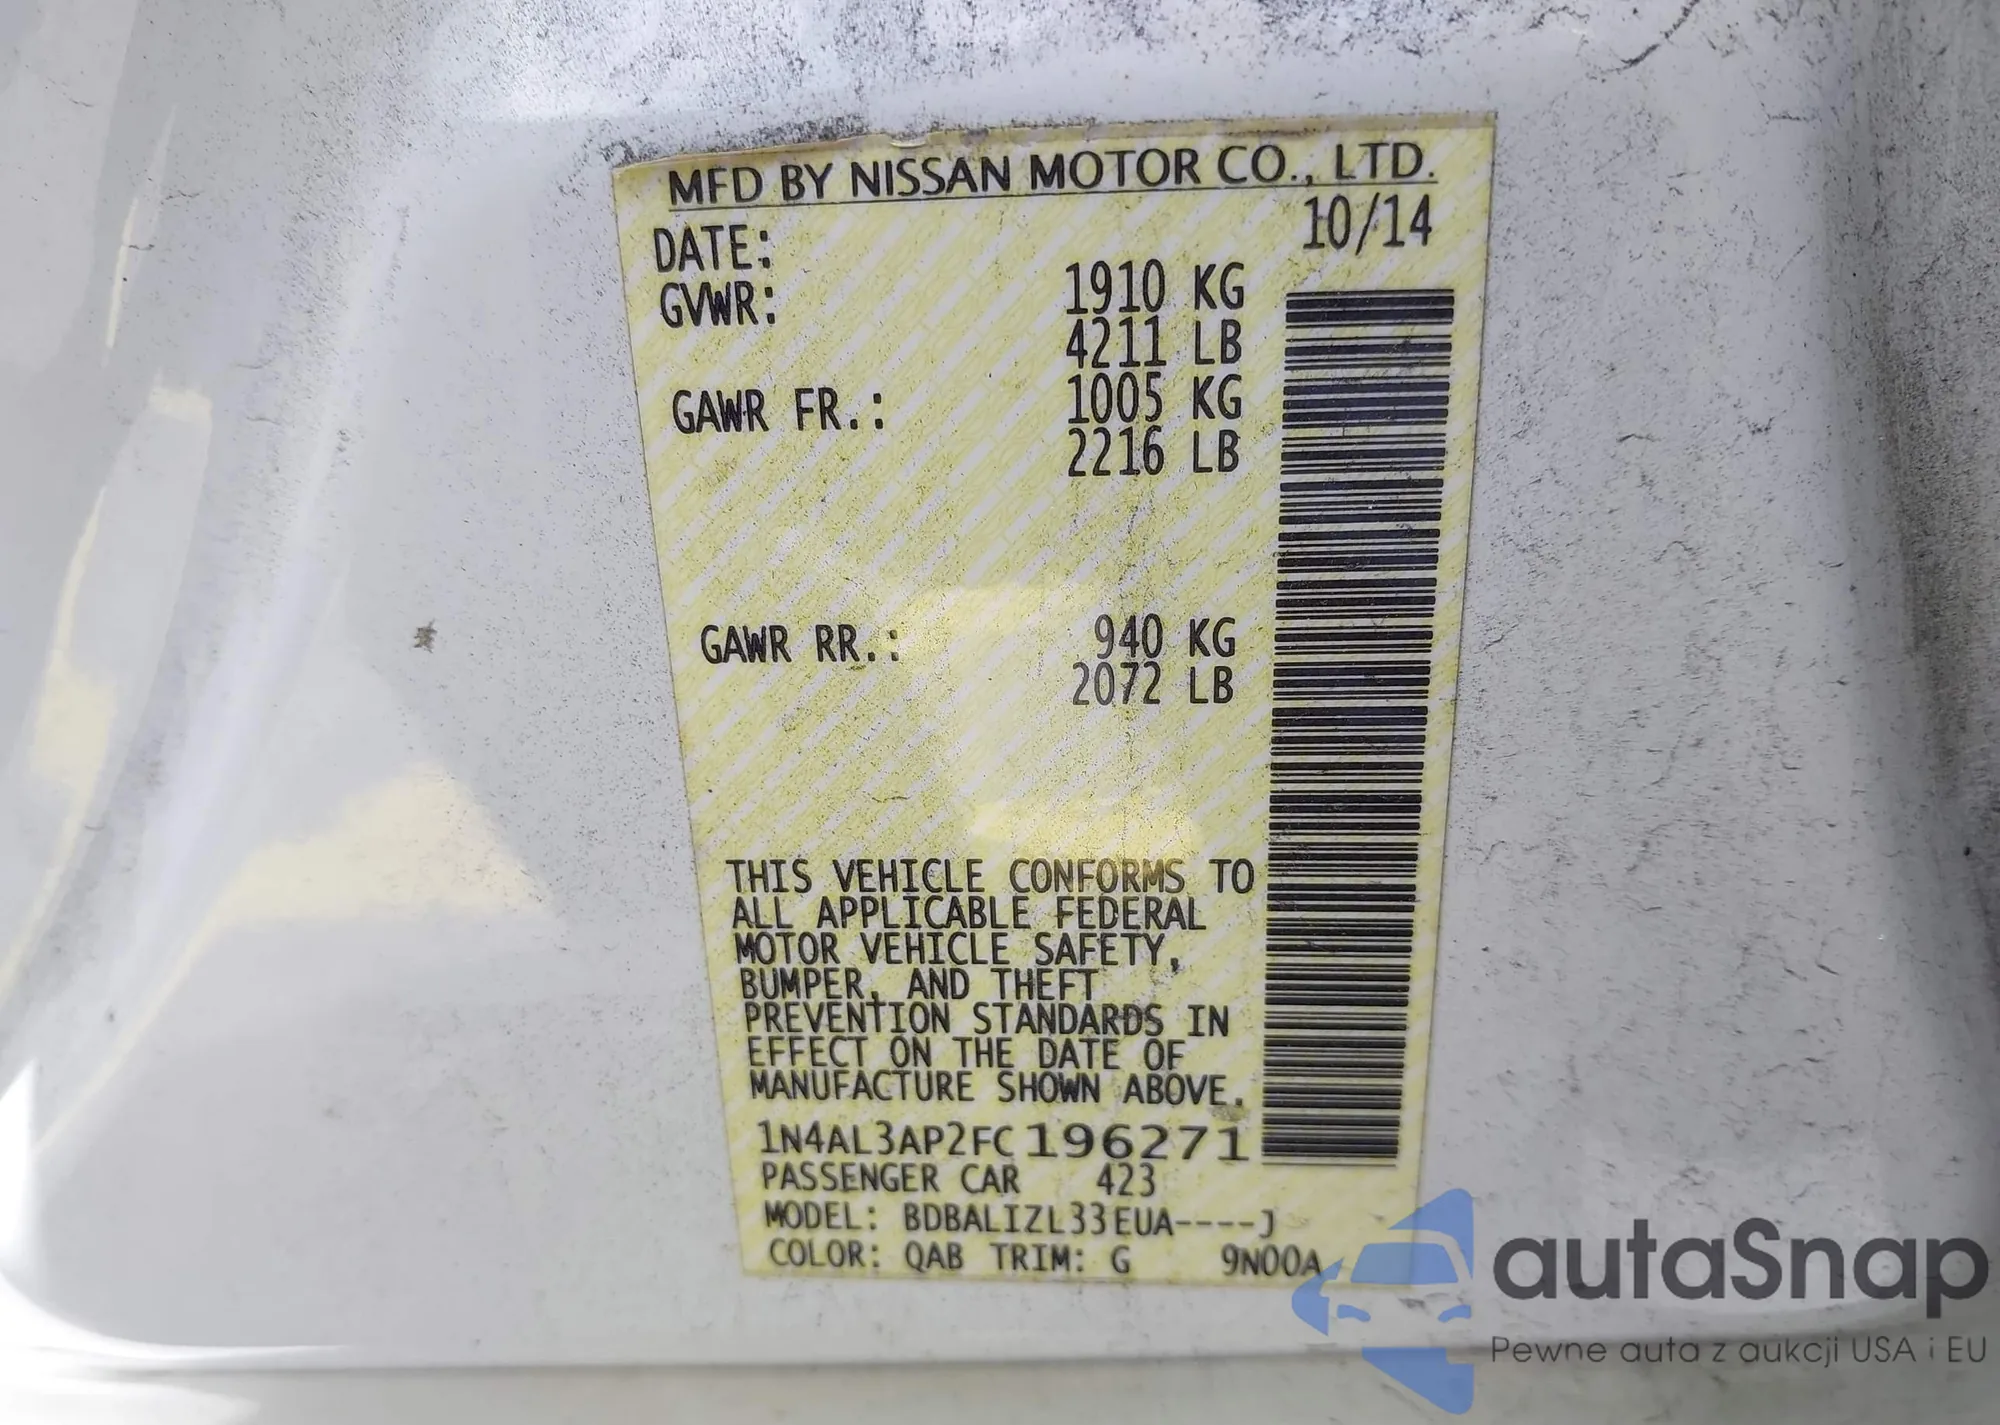 MFD BY NISSAN MOTOR CO., LTD.
DATE: 10/14
GVWR: 1910 KG
4211 LB
GAWR FR.: 1005 KG
2216 LB
GAWR RR.: 940 KG
2072 LB
THIS VEHICLE CONFORMS TO
ALL APPLICABLE FEDERAL
MOTOR VEHICLE SAFETY,
BUMPER, AND THEFT
PREVENTION STANDARDS IN
EFFECT ON THE DATE OF
MANUFACTURE SHOWN ABOVE.
1N4AL3AP2FC196271
PASSENGER CAR 423
MODEL: BDBALIZL33EUA----J
COLOR: QAB TRIM: G 9N00A
autaSnap
Pewne auta z aukcji USA i EU